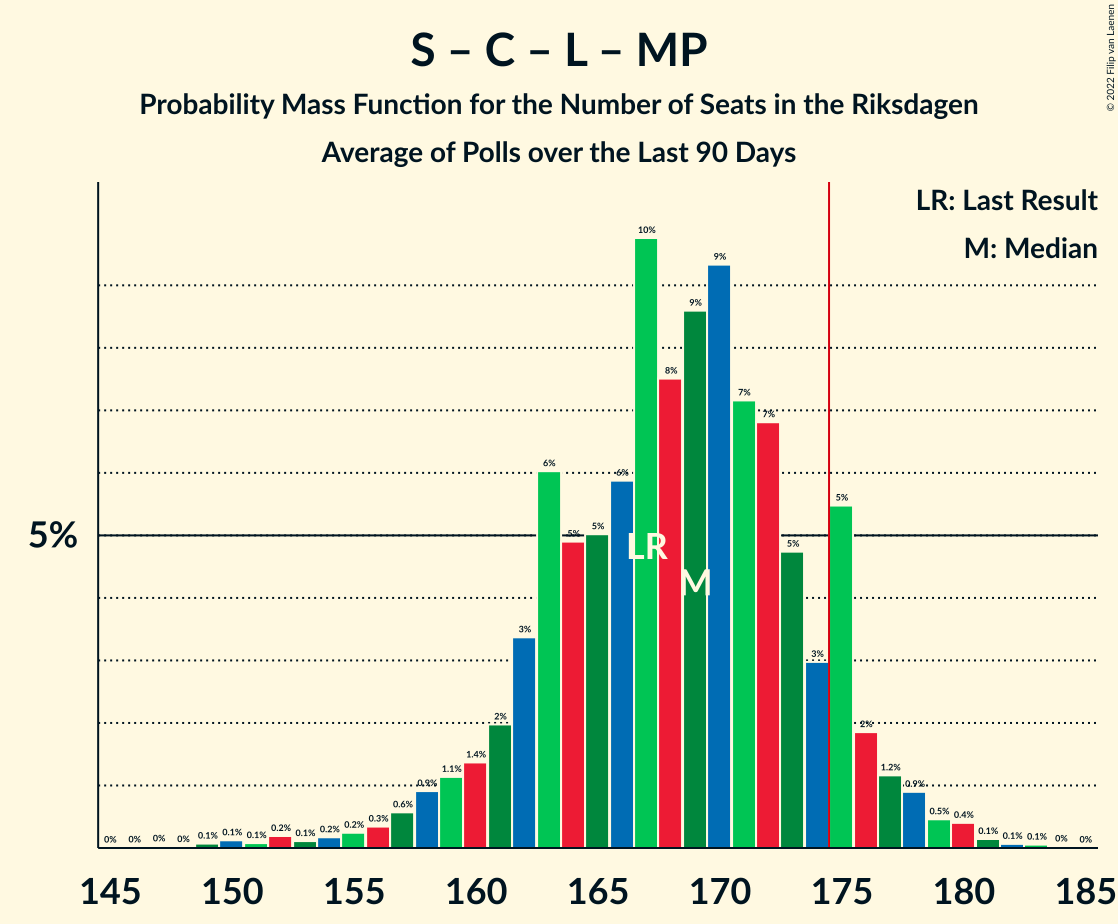 S – C – L – MP
Probability Mass Function for the Number of Seats in the Riksdagen
Average of Polls over the Last 90 Days
© 2022 Filip van Laenen
LR: Last Result
M: Median
5%
0% 0% 0% 0% 0.1% 0.1% 0.1% 0.2% 0.1% 0.2% 0.2% 0.3% 0.6% 0.9% 1.1% 1.4% 2% 3% 6% 5% 5% 6% 10% 8% 9% 9% 7% 7% 5% 3% 5% 2% 1.2% 0.9% 0.5% 0.4% 0.1% 0.1% 0.1% 0% 0%
LR
M
145 150 155 160 165 170 175 180 185